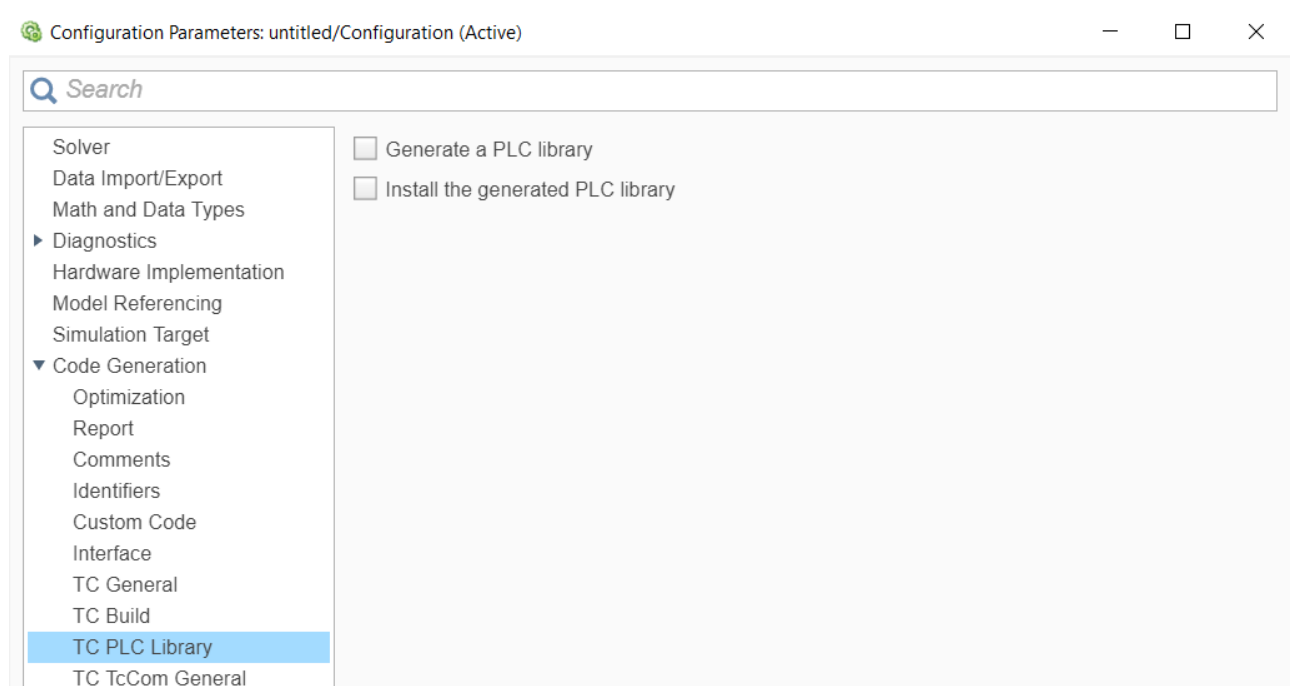 Configuration Parameters: untitled/Configuration (Active)
Search
Solver
Data Import/Export
Math and Data Types
Diagnostics
Hardware Implementation
Model Referencing
Simulation Target
Code Generation
Optimization
Report
Comments
Identifiers
Custom Code
Interface
TC General
TC Build
TC PLC Library
TC TcCom General
Generate a PLC library
Install the generated PLC library